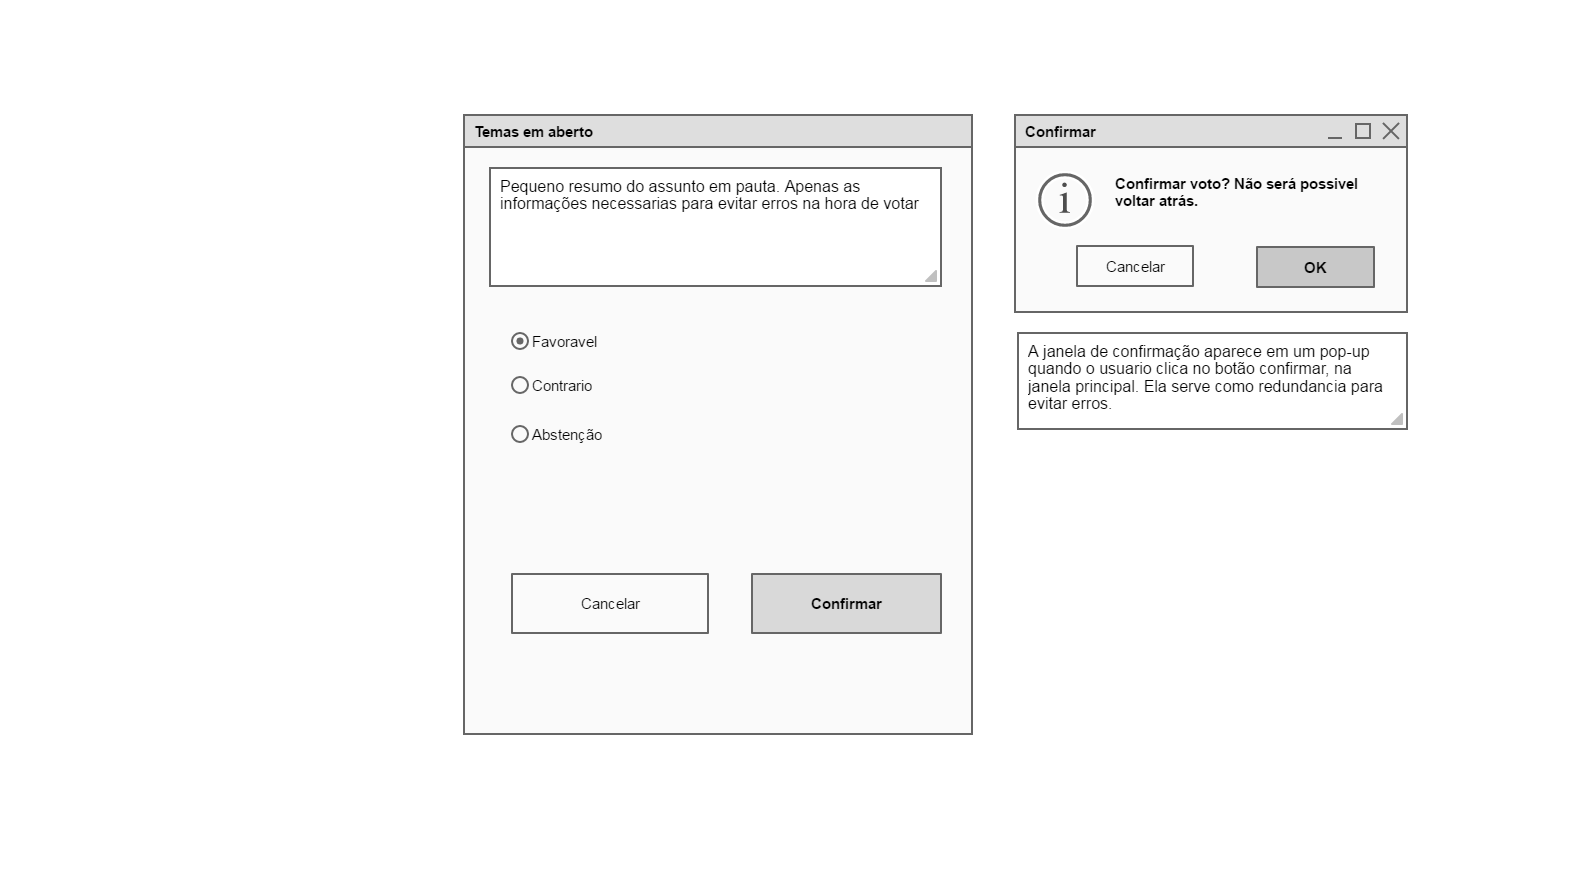 Temas em aberto
Pequeno resumo do assunto em pauta. Apenas as
informações necessarias para evitar erros na hora de votar
Favoravel
Contrario
Abstenção
Cancelar
Confirmar
Confirmar
Confirmar voto? Não será possivel
voltar atrás.
Cancelar
OK
A janela de confirmação aparece em um pop-up
quando o usuario clica no botão confirmar, na
janela principal. Ela serve como redundancia para
evitar erros.